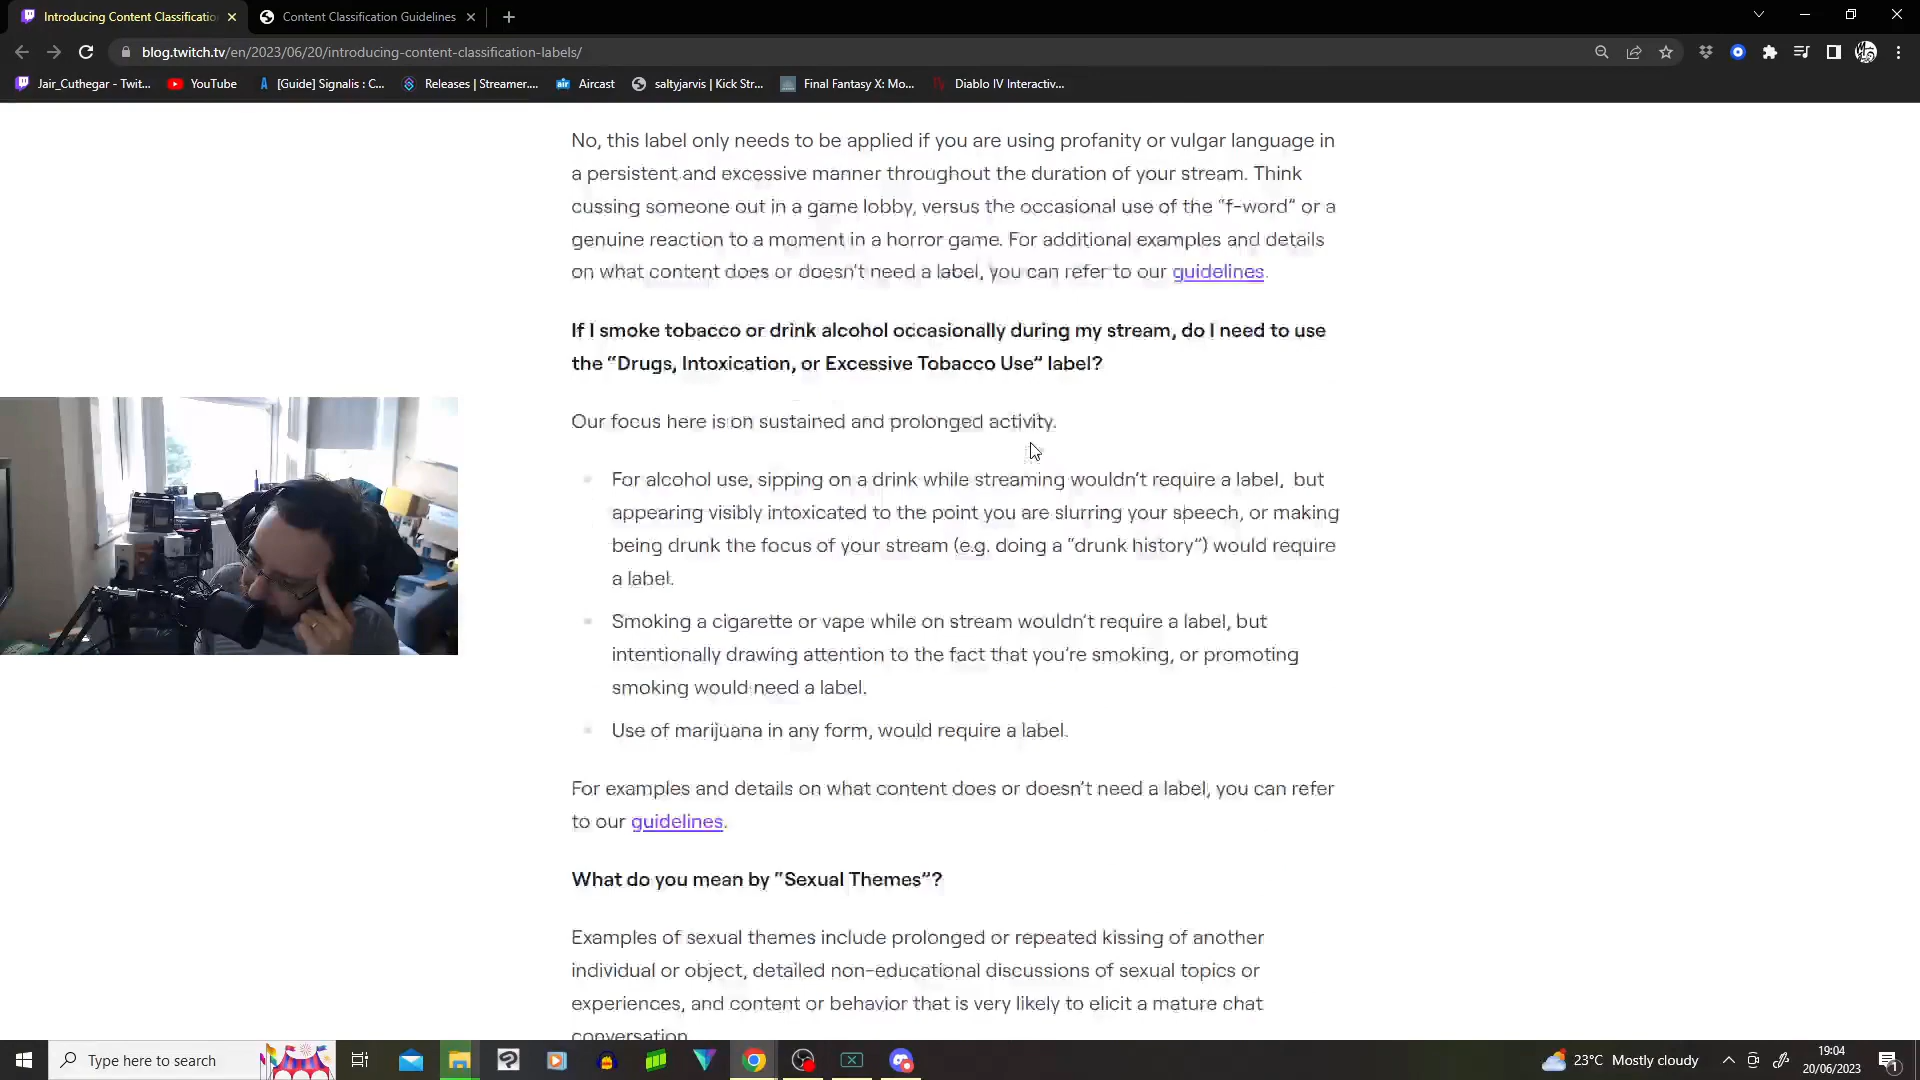 Introducing Content Classificatio
Content Classification Guidelines
blog.twitch.tv/en/2023/06/20/introducing-content-classification-labels/
Jair_Cuthegar - Twit...
YouTube
[Guide] Signalis : C...
Releases | Streamer....
air
Aircast
saltyjarvis | Kick Str...
Final Fantasy X: Mo...
Diablo IV Interactiv...
No, this label only needs to be applied if you are using profanity or vulgar language in
a persistent and excessive manner throughout the duration of your stream. Think
cussing someone out in a game lobby, versus the occasional use of the “f-word” or a
genuine reaction to a moment in a horror game. For additional examples and details
on what content does or doesn’t need a label, you can refer to our guidelines.
If I smoke tobacco or drink alcohol occasionally during my stream, do I need to use
the “Drugs, Intoxication, or Excessive Tobacco Use” label?
Our focus here is on sustained and prolonged activity.
For alcohol use, sipping on a drink while streaming wouldn’t require a label, but
appearing visibly intoxicated to the point you are slurring your speech, or making
being drunk the focus of your stream (e.g. doing a “drunk history”) would require
a label.
Smoking a cigarette or vape while on stream wouldn’t require a label, but
intentionally drawing attention to the fact that you’re smoking, or promoting
smoking would need a label.
Use of marijuana in any form, would require a label.
For examples and details on what content does or doesn’t need a label, you can refer
to our guidelines.
What do you mean by “Sexual Themes”?
Examples of sexual themes include prolonged or repeated kissing of another
individual or object, detailed non-educational discussions of sexual topics or
experiences, and content or behavior that is very likely to elicit a mature chat
conversation.
Type here to search
23°C Mostly cloudy
19:04
20/06/2023
1